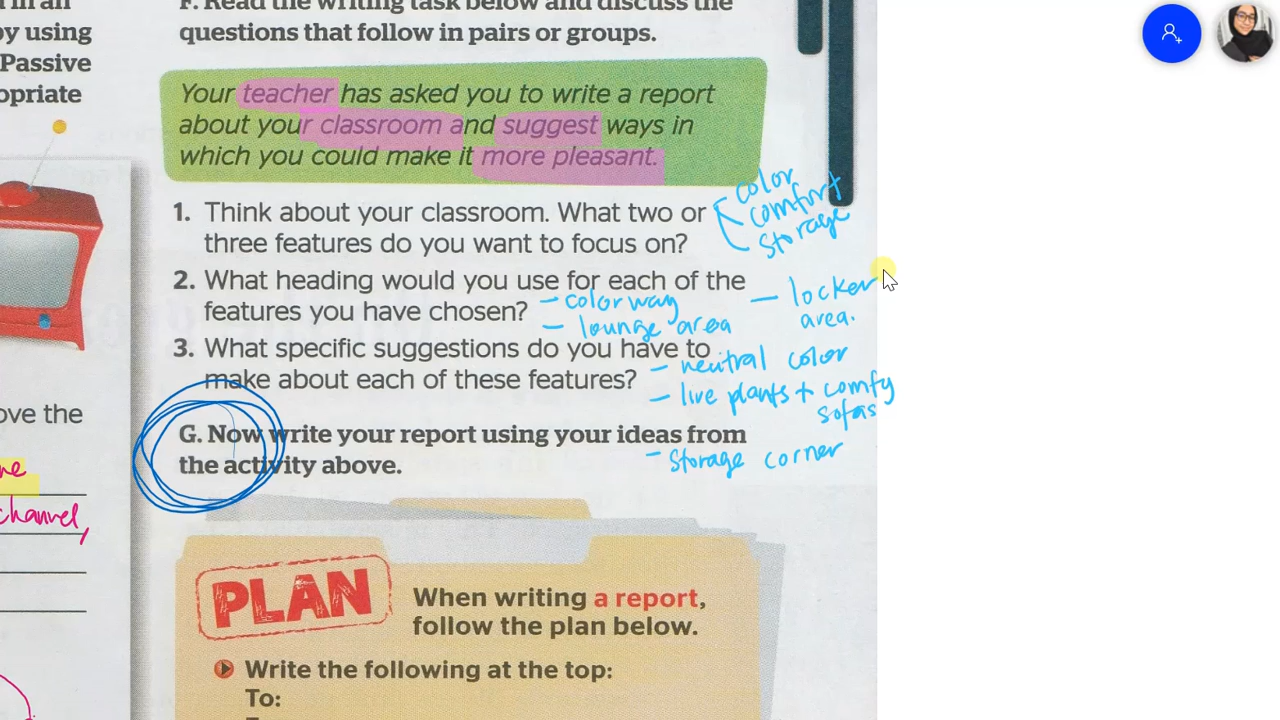 d in an
by using
Passive
opriate
ove the
ne
channel,
F. Read the writing task below and discuss the
questions that follow in pairs or groups.
Your teacher has asked you to write a report
about your classroom and suggest ways in
which you could make it more pleasant.
1. Think about your classroom. What two or
three features do you want to focus on?
color
comfort
storage
2. What heading would you use for each of the
features you have chosen?
- colorway
- lounge area
- locker
area.
3. What specific suggestions do you have to
make about each of these features?
- neutral color
- live plants + comfy
sofas
- storage corner
G. Now write your report using your ideas from
the activity above.
PLAN
When writing a report,
follow the plan below.
Write the following at the top:
To: